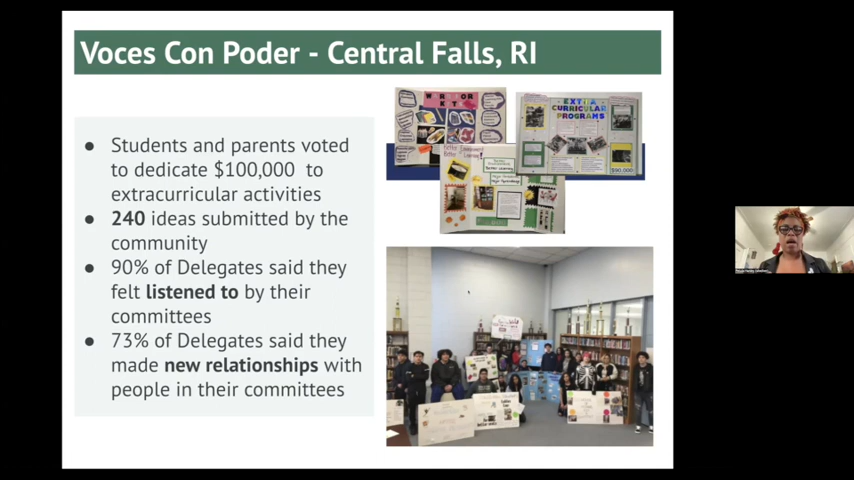 Voces Con Poder - Central Falls, RI
● Students and parents voted
to dedicate $100,000 to
extracurricular activities
● 240 ideas submitted by the
community
● 90% of Delegates said they
felt listened to by their
committees
● 73% of Delegates said they
made new relationships with
people in their committees
EXTRA
CURRICULAR
PROGRAMS
$90,000
Better Learning